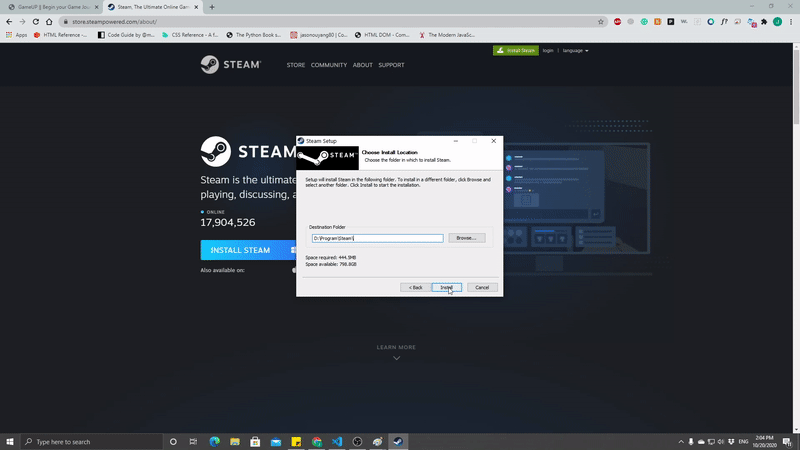 GameUP || Begin your Game Jou
Steam, The Ultimate Online Gam
store.steampowered.com/about/
Apps
HTML Reference -...
Code Guide by @m...
CSS Reference - A f...
The Python Book s...
jasonouyang80 | Co...
HTML DOM - Com...
The Modern JavaSc...
Install Steam
login | language
STEAM
STORE COMMUNITY ABOUT SUPPORT
STEAM
Steam is the ultimate
playing, discussing, a
ONLINE
17,904,526
INSTALL STEAM
Also available on:
Steam Setup
STEAM
Choose Install Location
Choose the folder in which to install Steam.
Setup will install Steam in the following folder. To install in a different folder, click Browse and
select another folder. Click Install to start the installation.
Destination Folder
D:\Program\Steam\
Browse...
Space required: 444.5MB
Space available: 798.8GB
< Back
Install
Cancel
LEARN MORE
Type here to search
ENG
2:04 PM
10/20/2020